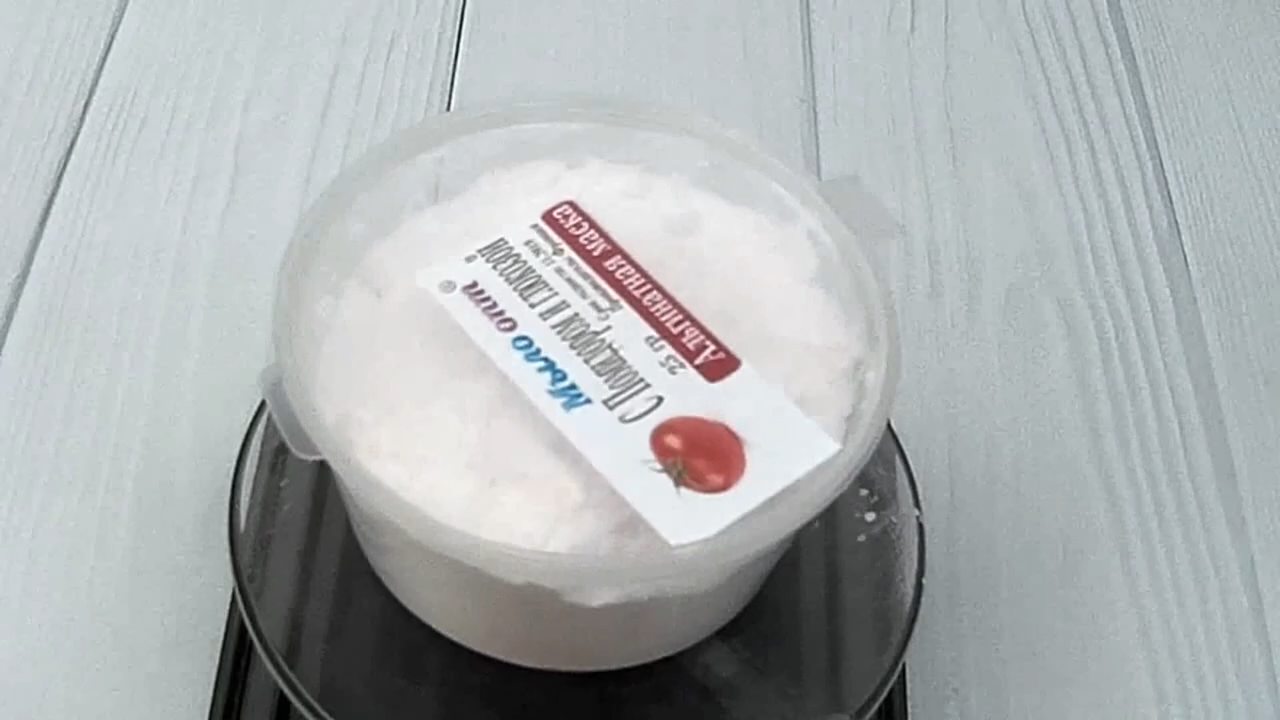 Мыло опт®
С Помидором и глюкозой
25 гр
Альгинатная маска